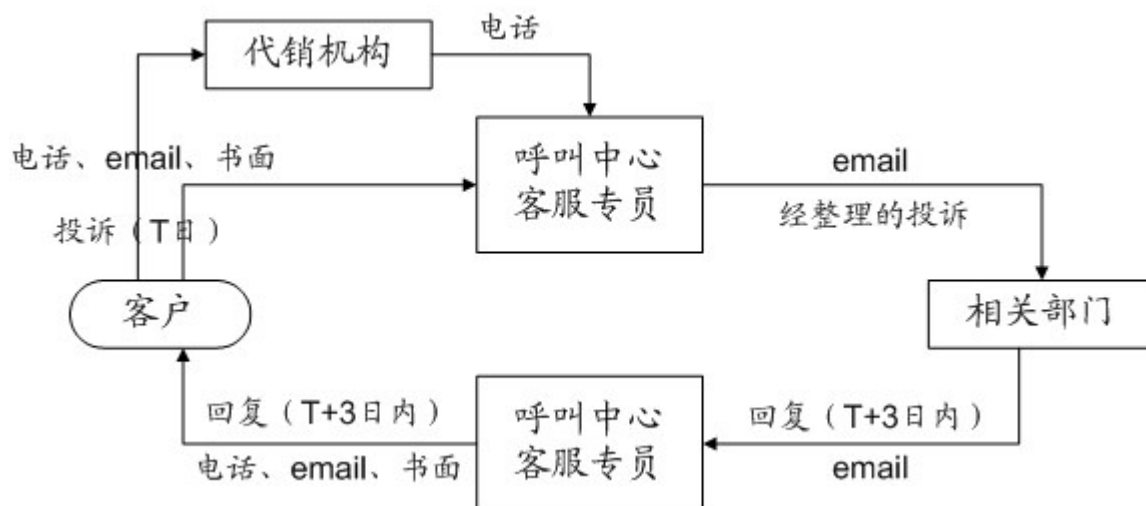 代销机构
电话
电话、email、书面
投诉（T日）
呼叫中心
客服专员
email
经整理的投诉
客户
相关部门
回复（T+3日内）
电话、email、书面
呼叫中心
客服专员
回复（T+3日内）
email